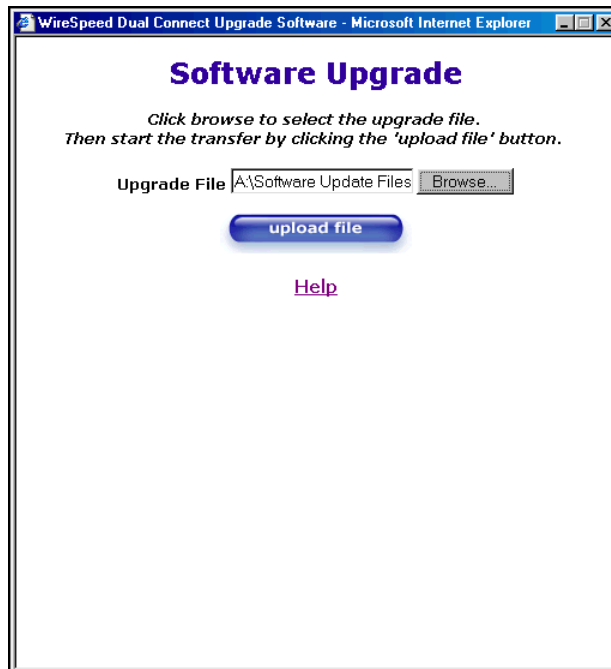 WireSpeed Dual Connect Upgrade Software - Microsoft Internet Explorer
Software Upgrade
Click browse to select the upgrade file.
Then start the transfer by clicking the 'upload file' button.
Upgrade File A:\Software Update Files Browse...
upload file
Help